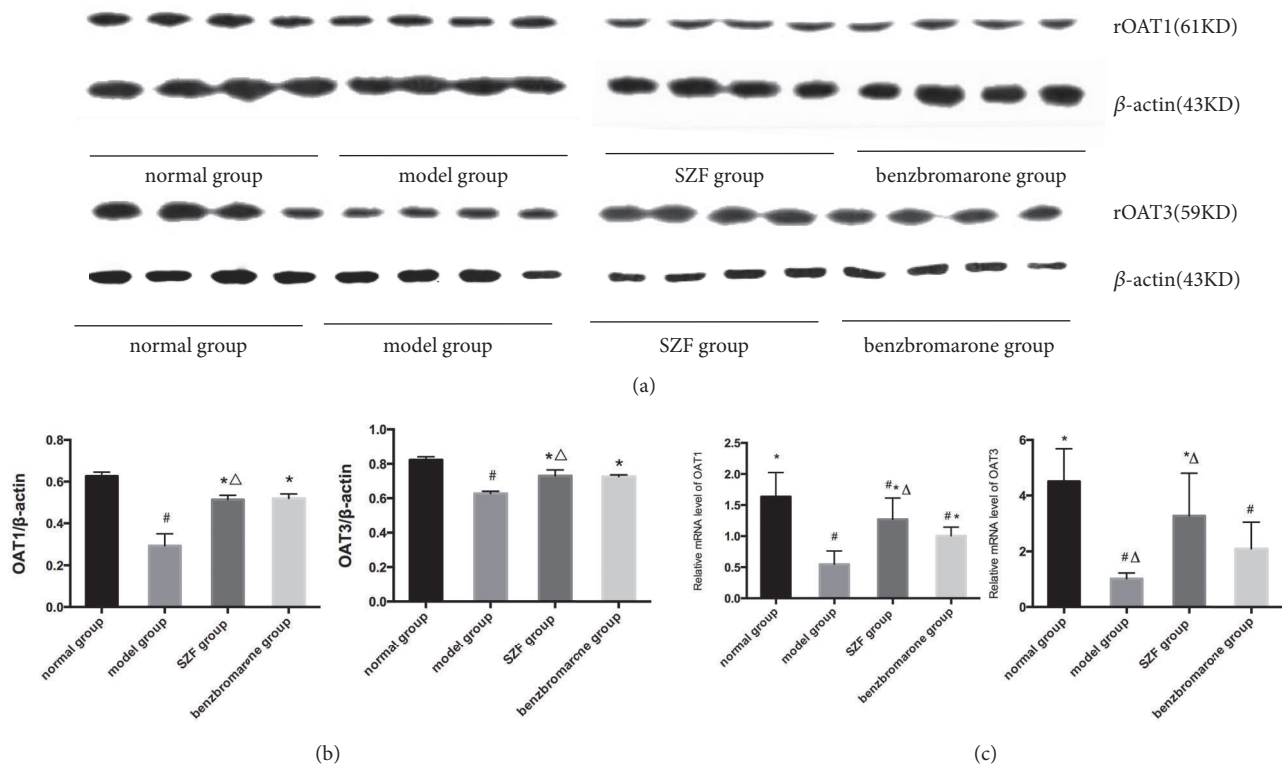 rOAT1(61KD)
β-actin(43KD)
normal group model group SZF group benzbromarone group
rOAT3(59KD)
β-actin(43KD)
normal group model group SZF group benzbromarone group
(a)
OAT1/β-actin
0.8
0.6
0.4
0.2
0.0
#
*△
*
normal group
model group
SZF group
benzbromarone group
OAT3/β-actin
1.0
0.8
0.6
0.4
0.2
0.0
#
*△
*
normal group
model group
SZF group
benzbromarone group
(b)
Relative mRNA level of OAT1
2.5
2.0
1.5
1.0
0.5
0.0
*
#
#*Δ
#*
normal group
model group
SZF group
benzbromarone group
Relative mRNA level of OAT3
6
4
2
0
*
#Δ
*Δ
#
normal group
model group
SZF group
benzbromarone group
(c)